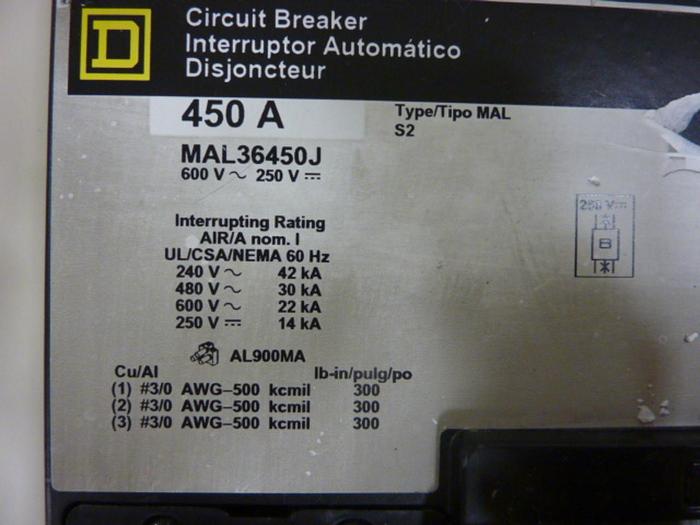 D
Circuit Breaker
Interruptor Automático
Disjoncteur
450 A
Type/Tipo MAL
S2
MAL36450J
600 V ~ 250 V ⎓
Interrupting Rating
AIR/A nom. I
UL/CSA/NEMA 60 Hz
240 V ~ 42 kA
480 V ~ 30 kA
600 V ~ 22 kA
250 V ⎓ 14 kA
250 V ⎓
B
AL900MA
Cu/Al lb-in/pulg/po
(1) #3/0 AWG–500 kcmil 300
(2) #3/0 AWG–500 kcmil 300
(3) #3/0 AWG–500 kcmil 300